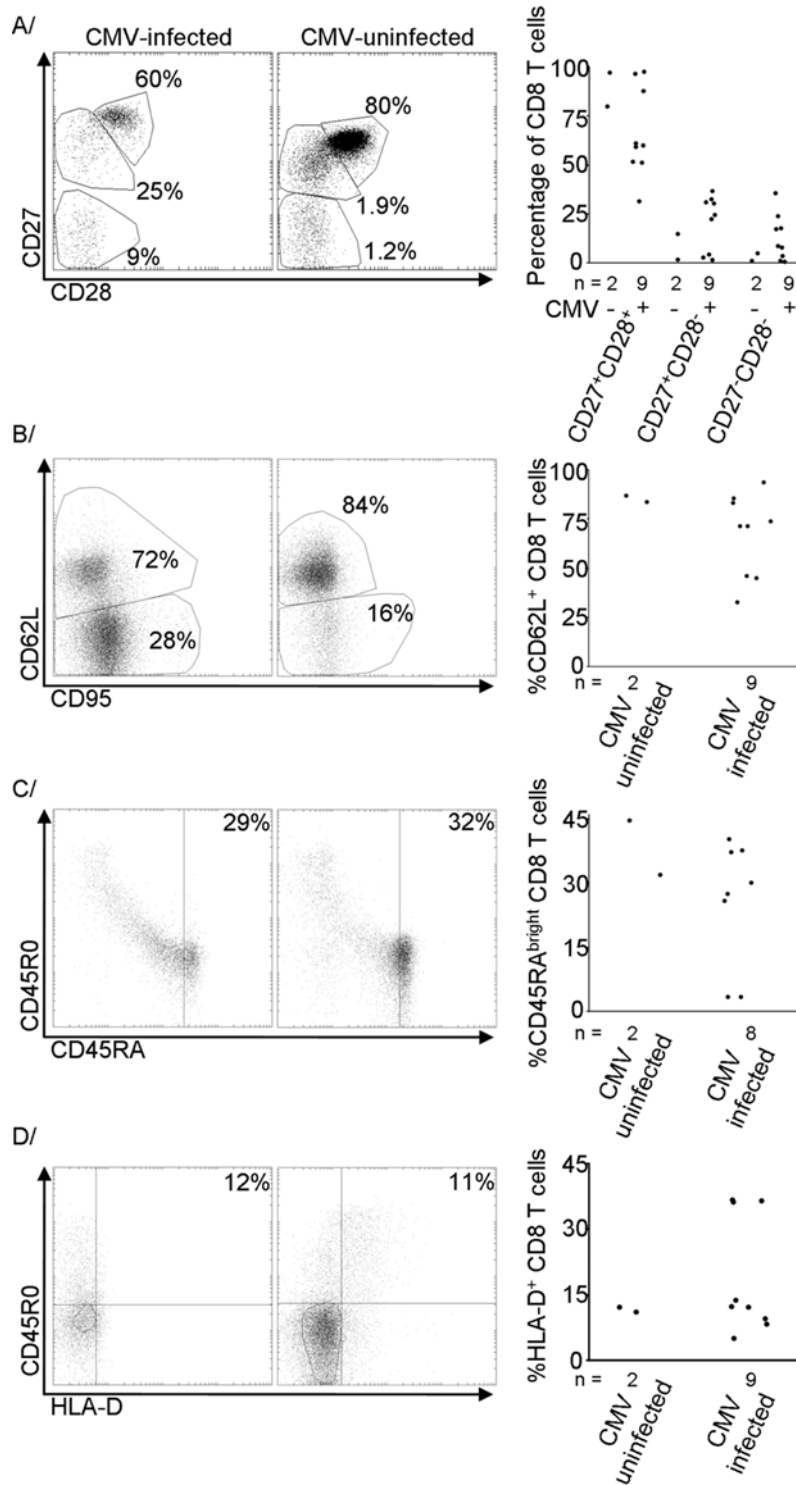 A/
CMV-infected CMV-uninfected
60%
25%
9%
80%
1.9%
1.2%
CD27
CD28
Percentage of CD8 T cells
100
75
50
25
0
n = 2 9 2 9 2 9
CMV - + - + - +
CD27+CD28+
CD27+CD28-
CD27-CD28-
B/
72%
28%
84%
16%
CD62L
CD95
%CD62L+ CD8 T cells
100
75
50
25
0
n = 2 9
CMV uninfected
CMV infected
C/
29%
32%
CD45R0
CD45RA
%CD45RAbright CD8 T cells
45
30
15
0
n = 2 8
CMV uninfected
CMV infected
D/
12%
11%
CD45R0
HLA-D
%HLA-D+ CD8 T cells
45
30
15
0
n = 2 9
CMV uninfected
CMV infected